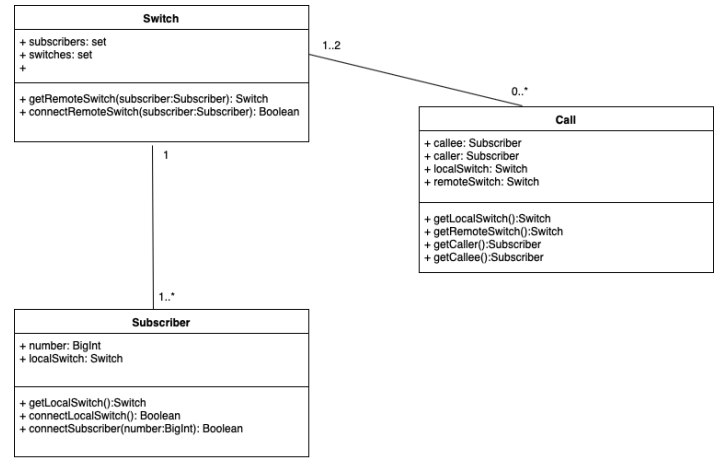 Switch
+ subscribers: set
+ switches: set
+
+ getRemoteSwitch(subscriber:Subscriber): Switch
+ connectRemoteSwitch(subscriber:Subscriber): Boolean
1..2
0..*
Call
+ callee: Subscriber
+ caller: Subscriber
+ localSwitch: Switch
+ remoteSwitch: Switch
+ getLocalSwitch():Switch
+ getRemoteSwitch():Switch
+ getCaller():Subscriber
+ getCallee():Subscriber
1
1..*
Subscriber
+ number: BigInt
+ localSwitch: Switch
+ getLocalSwitch():Switch
+ connectLocalSwitch(): Boolean
+ connectSubscriber(number:BigInt): Boolean